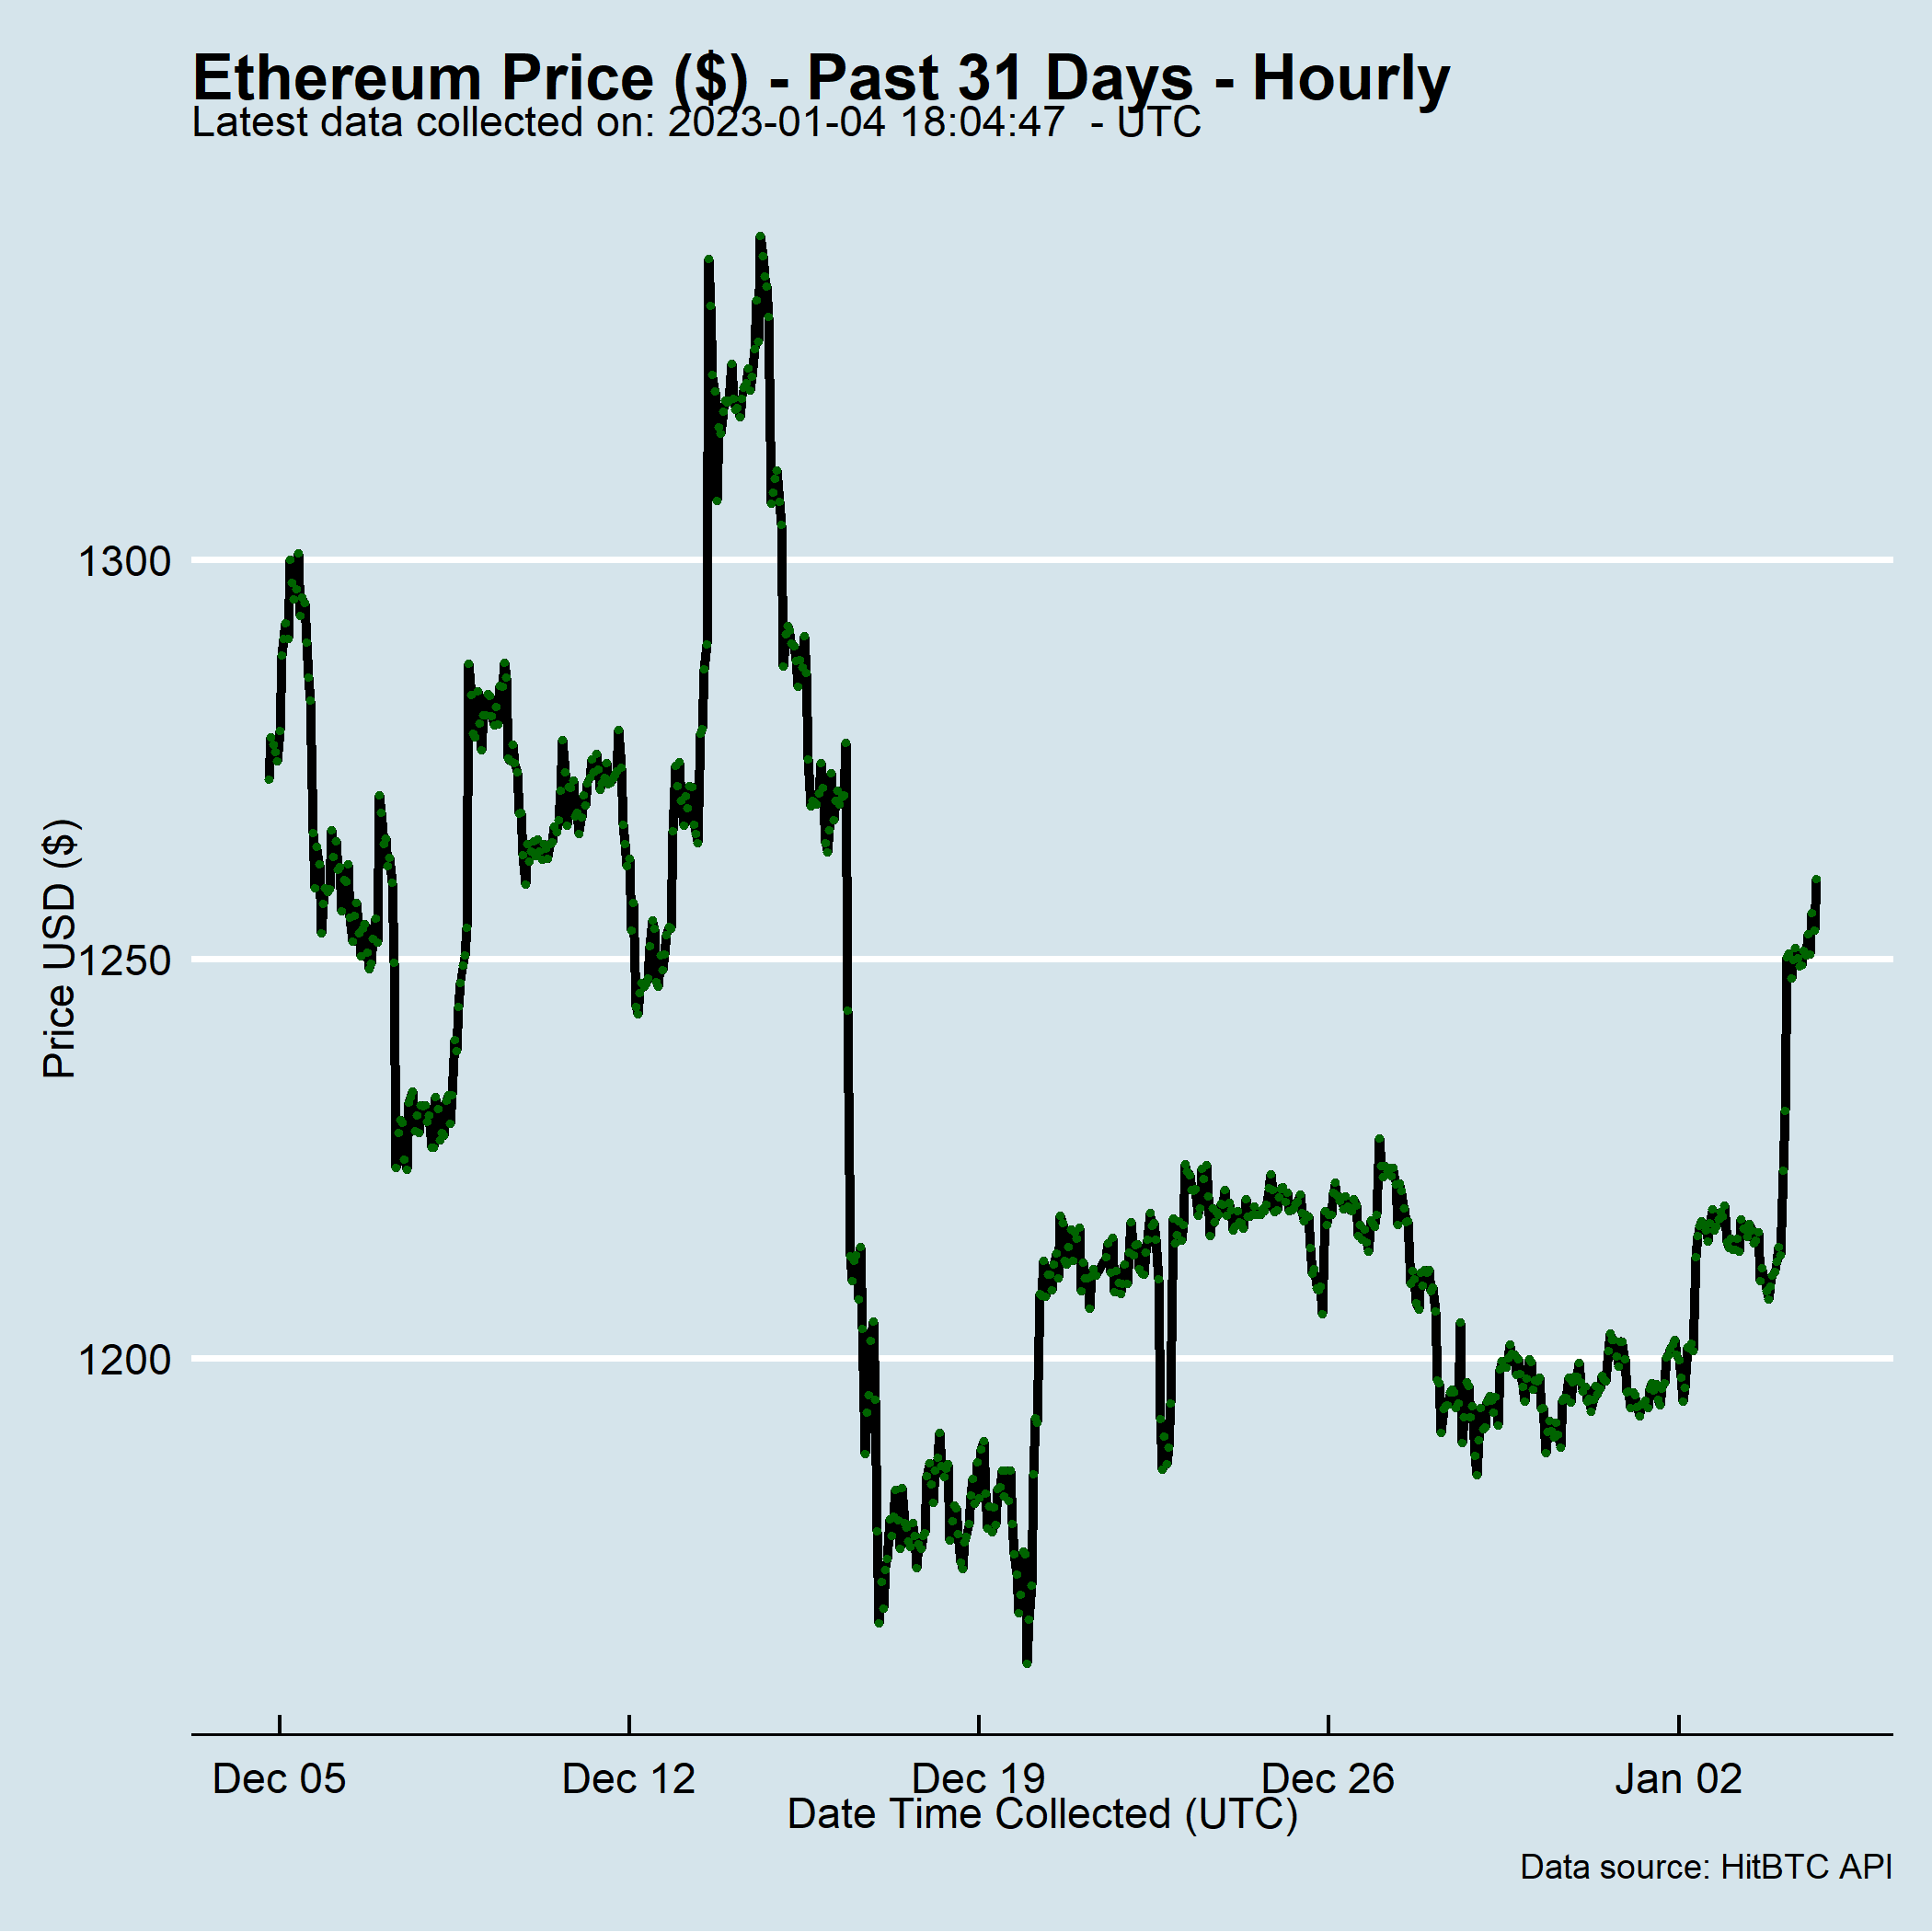 Ethereum Price ($) - Past 31 Days - Hourly
Latest data collected on: 2023-01-04 18:04:47  - UTC
Price USD ($)
1300
1250
1200
Dec 05
Dec 12
Dec 19
Dec 26
Jan 02
Date Time Collected (UTC)
Data source: HitBTC API